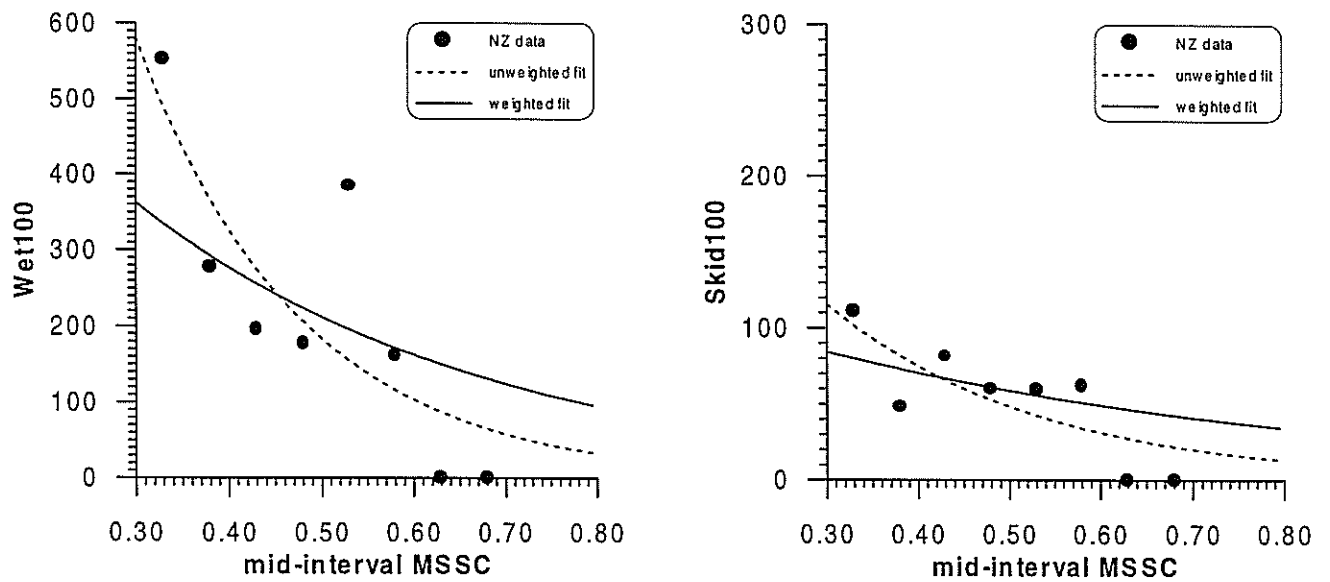 600
500
400
300
200
100
0
Wet100
NZ data
unweighted fit
weighted fit
0.30 0.40 0.50 0.60 0.70 0.80
mid-interval MSSC
300
200
100
0
Skid100
NZ data
unweighted fit
weighted fit
0.30 0.40 0.50 0.60 0.70 0.80
mid-interval MSSC